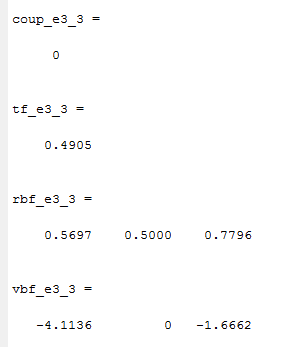 coup_e3_3 =
0
tf_e3_3 =
0.4905
rbf_e3_3 =
0.5697 0.5000 0.7796
vbf_e3_3 =
-4.1136 0 -1.6662